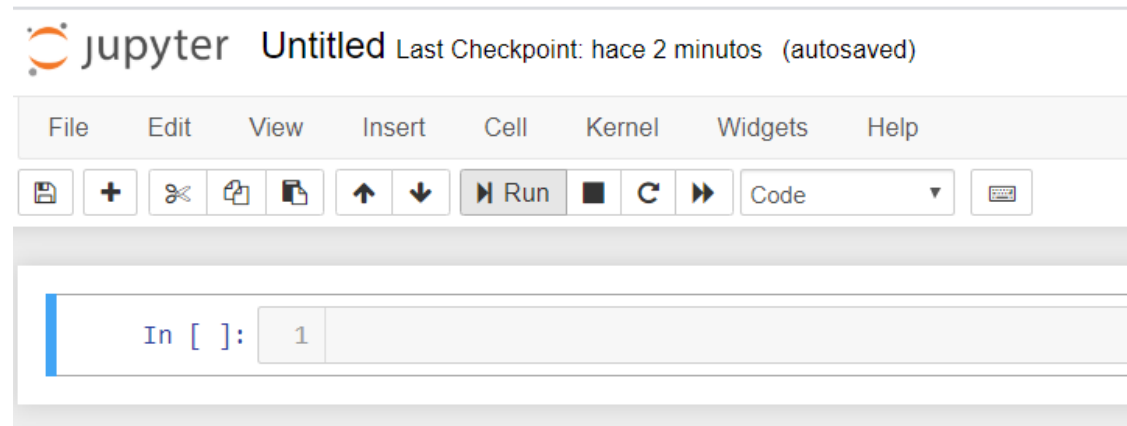 jupyter Untitled Last Checkpoint: hace 2 minutos (autosaved)
File Edit View Insert Cell Kernel Widgets Help
Run Code
In [ ]: 1